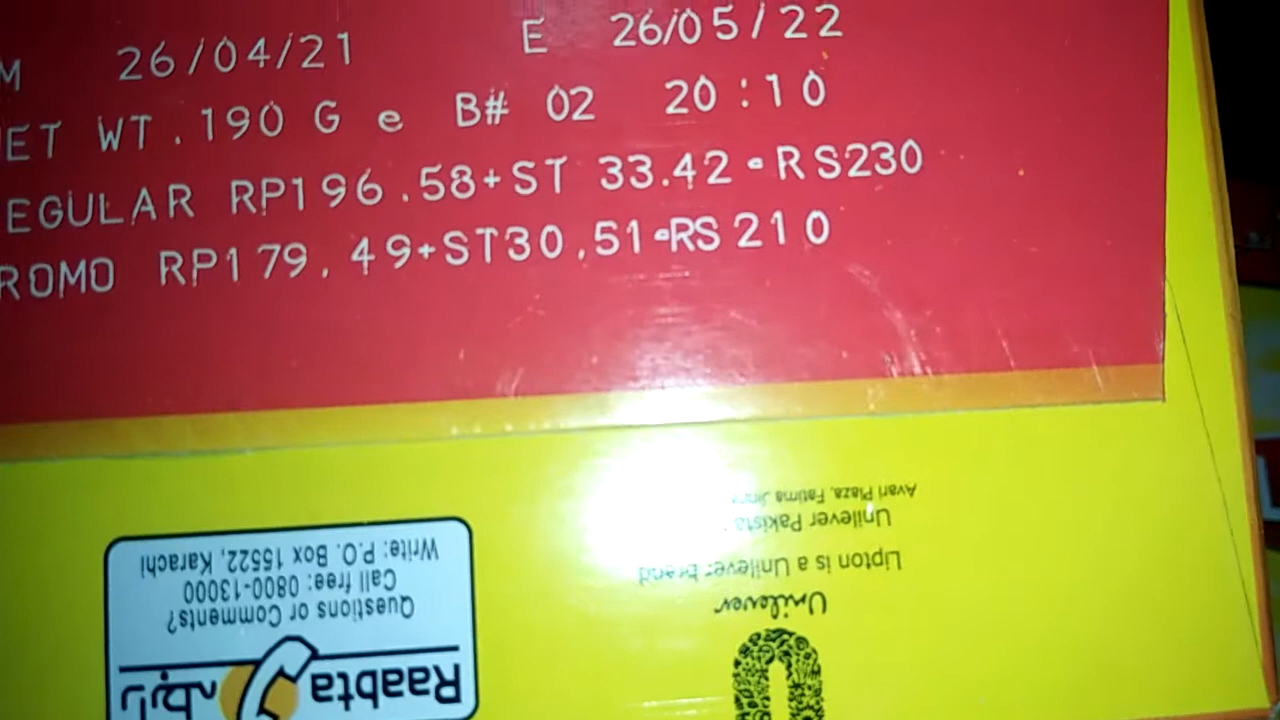 M 26/04/21 E 26/05/22
ET WT.190 G e B# 02 20:10
EGULAR RP196.58+ST 33.42=RS230
ROMO RP179.49+ST30.51=RS210
Avari Plaza, Fatima
Unilever
Lipton is a Unilever brand
Unilever
Write: P.O. Box 15522, Karachi
Call free: 0800-13000
Questions or Comments?
Raabta رابطہ